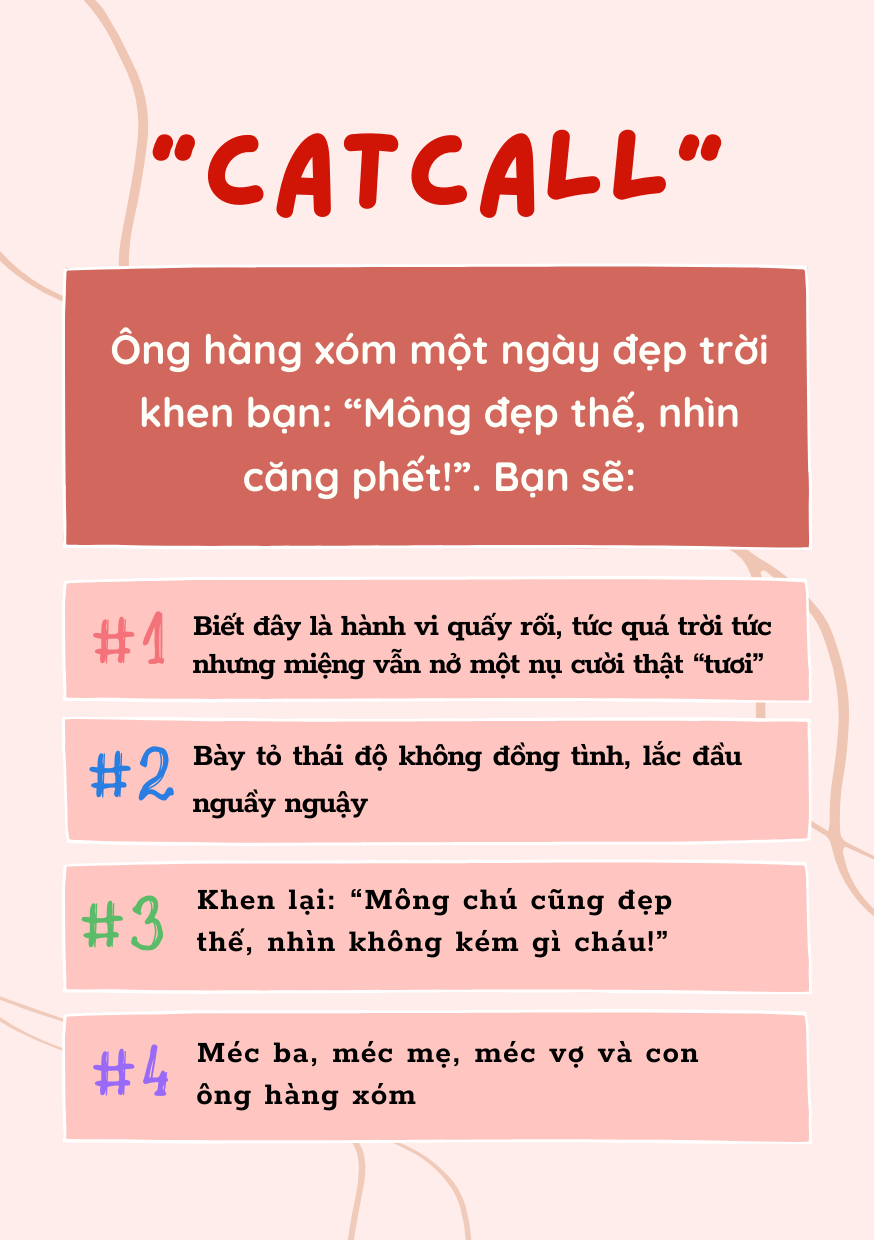 "CATCALL"
Ông hàng xóm một ngày đẹp trời
khen bạn: “Mông đẹp thế, nhìn
căng phết!”. Bạn sẽ:
#1
Biết đây là hành vi quấy rối, tức quá trời tức
nhưng miệng vẫn nở một nụ cười thật “tươi”
#2
Bày tỏ thái độ không đồng tình, lắc đầu
nguầy nguậy
#3
Khen lại: “Mông chú cũng đẹp
thế, nhìn không kém gì cháu!”
#4
Méc ba, méc mẹ, méc vợ và con
ông hàng xóm